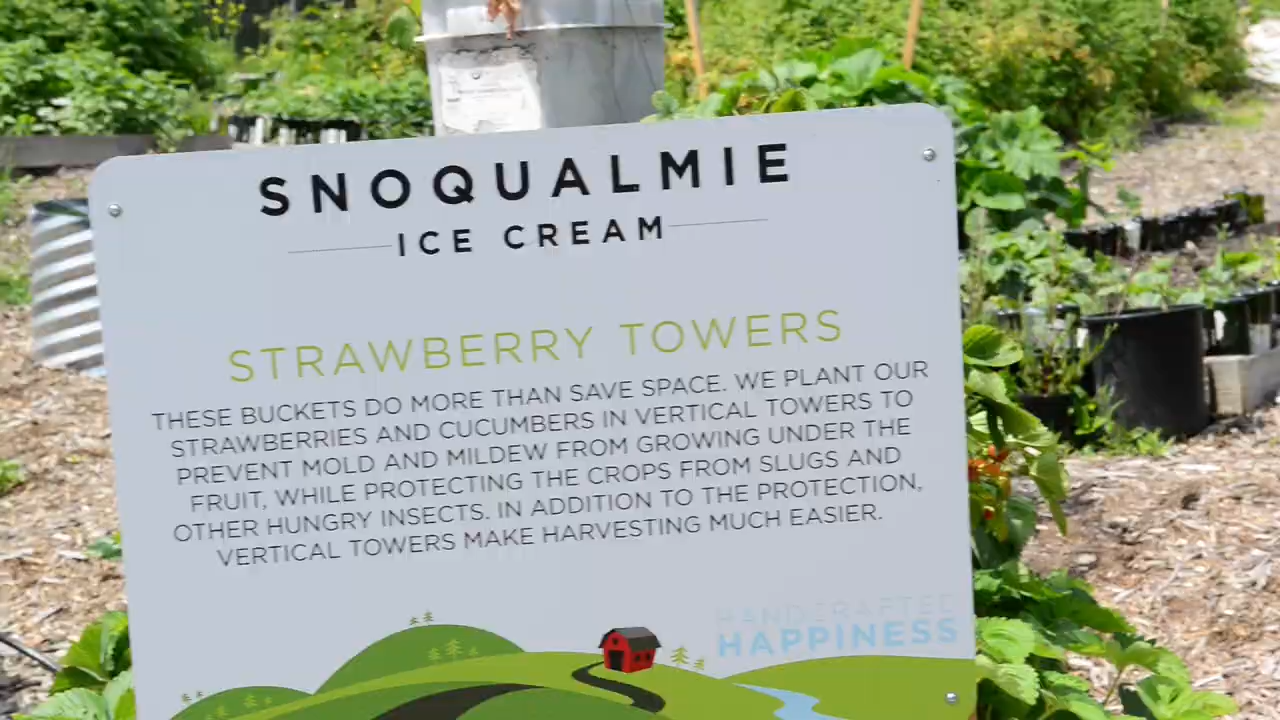 SNOQUALMIE
ICE CREAM
STRAWBERRY TOWERS
THESE BUCKETS DO MORE THAN SAVE SPACE. WE PLANT OUR
STRAWBERRIES AND CUCUMBERS IN VERTICAL TOWERS TO
PREVENT MOLD AND MILDEW FROM GROWING UNDER THE
FRUIT, WHILE PROTECTING THE CROPS FROM SLUGS AND
OTHER HUNGRY INSECTS. IN ADDITION TO THE PROTECTION,
VERTICAL TOWERS MAKE HARVESTING MUCH EASIER.
HANDCRAFTED
HAPPINESS